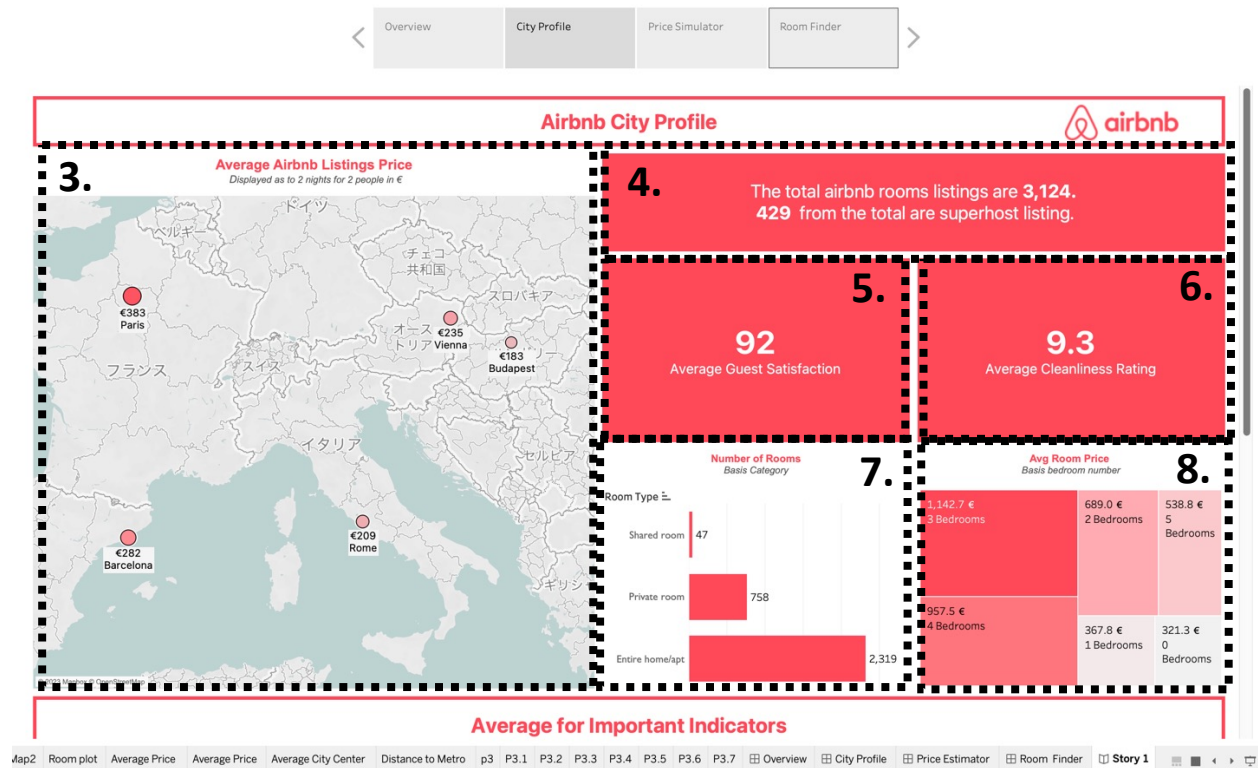 Overview
City Profile
Price Simulator
Room Finder
Airbnb City Profile
airbnb
3.
Average Airbnb Listings Price
Displayed as to 2 nights for 2 people in €
ドイツ
ベルギー
チェコ
共和国
スロバキア
€383
Paris
オース
トリア
€235
Vienna
€183
Budapest
フランス
スイス
イタリア
セルビア
€209
Rome
€282
Barcelona
ギリシ
© 2023 Mapbox © OpenStreetMap
4.
The total airbnb rooms listings are 3,124.
429 from the total are superhost listing.
5.
92
Average Guest Satisfaction
6.
9.3
Average Cleanliness Rating
7.
Number of Rooms
Basis Category
Room Type
Shared room
47
Private room
758
Entire home/apt
2,319
8.
Avg Room Price
Basis bedroom number
1,142.7 €
3 Bedrooms
689.0 €
2 Bedrooms
538.8 €
5
Bedrooms
957.5 €
4 Bedrooms
367.8 €
1 Bedrooms
321.3 €
0
Bedrooms
Average for Important Indicators
Map2 Room plot Average Price Average Price Average City Center Distance to Metro p3 P3.1 P3.2 P3.3 P3.4 P3.5 P3.6 P3.7 Overview City Profile Price Estimator Room Finder Story 1